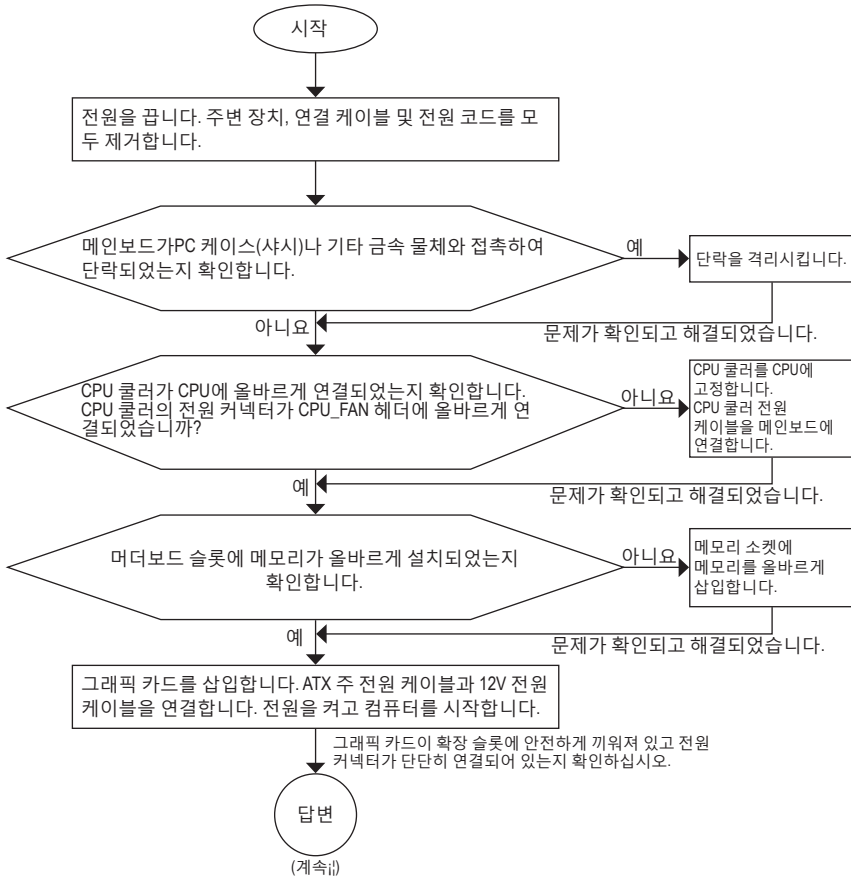 시작
전원을 끕니다. 주변 장치, 연결 케이블 및 전원 코드를 모
두 제거합니다.
메인보드가PC 케이스(샤시)나 기타 금속 물체와 접촉하여
단락되었는지 확인합니다.
예
단락을 격리시킵니다.
아니요
문제가 확인되고 해결되었습니다.
CPU 쿨러가 CPU에 올바르게 연결되었는지 확인합니다.
CPU 쿨러의 전원 커넥터가 CPU_FAN 헤더에 올바르게 연
결되었습니까?
아니요
CPU 쿨러를 CPU에
고정합니다.
CPU 쿨러 전원
케이블을 메인보드에
연결합니다.
예
문제가 확인되고 해결되었습니다.
머더보드 슬롯에 메모리가 올바르게 설치되었는지
확인합니다.
아니요
메모리 소켓에
메모리를 올바르게
삽입합니다.
예
문제가 확인되고 해결되었습니다.
그래픽 카드를 삽입합니다. ATX 주 전원 케이블과 12V 전원
케이블을 연결합니다. 전원을 켜고 컴퓨터를 시작합니다.
그래픽 카드이 확장 슬롯에 안전하게 끼워져 있고 전원
커넥터가 단단히 연결되어 있는지 확인하십시오.
답변
(계속¡¦)